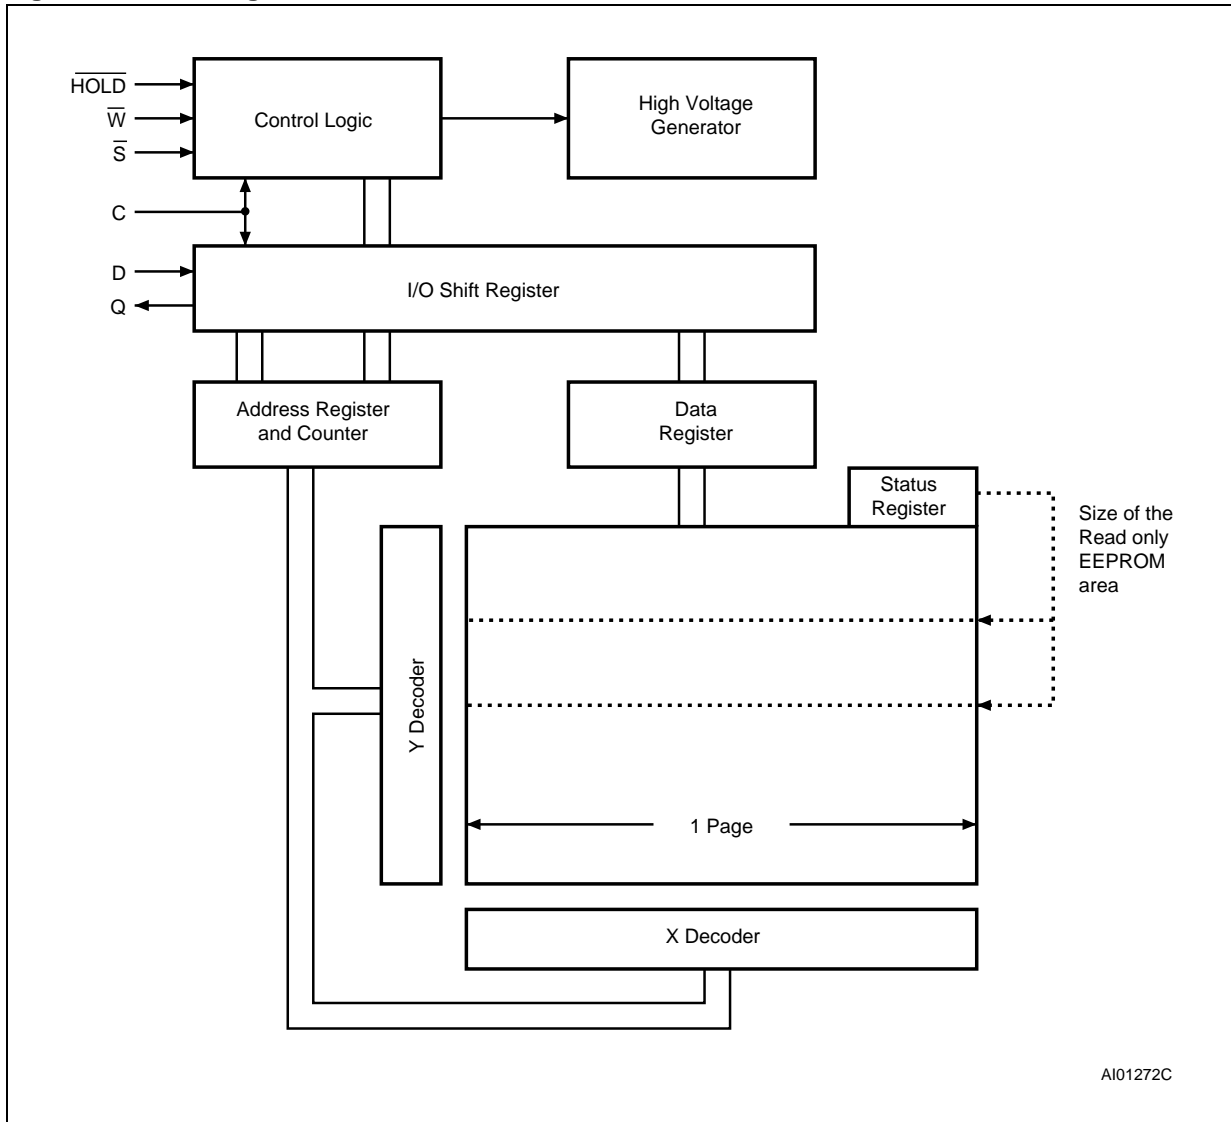 HOLD
W
S
C
D
Q
Control Logic
High Voltage
Generator
I/O Shift Register
Address Register
and Counter
Data
Register
Status
Register
Size of the
Read only
EEPROM
area
Y Decoder
1 Page
X Decoder
AI01272C